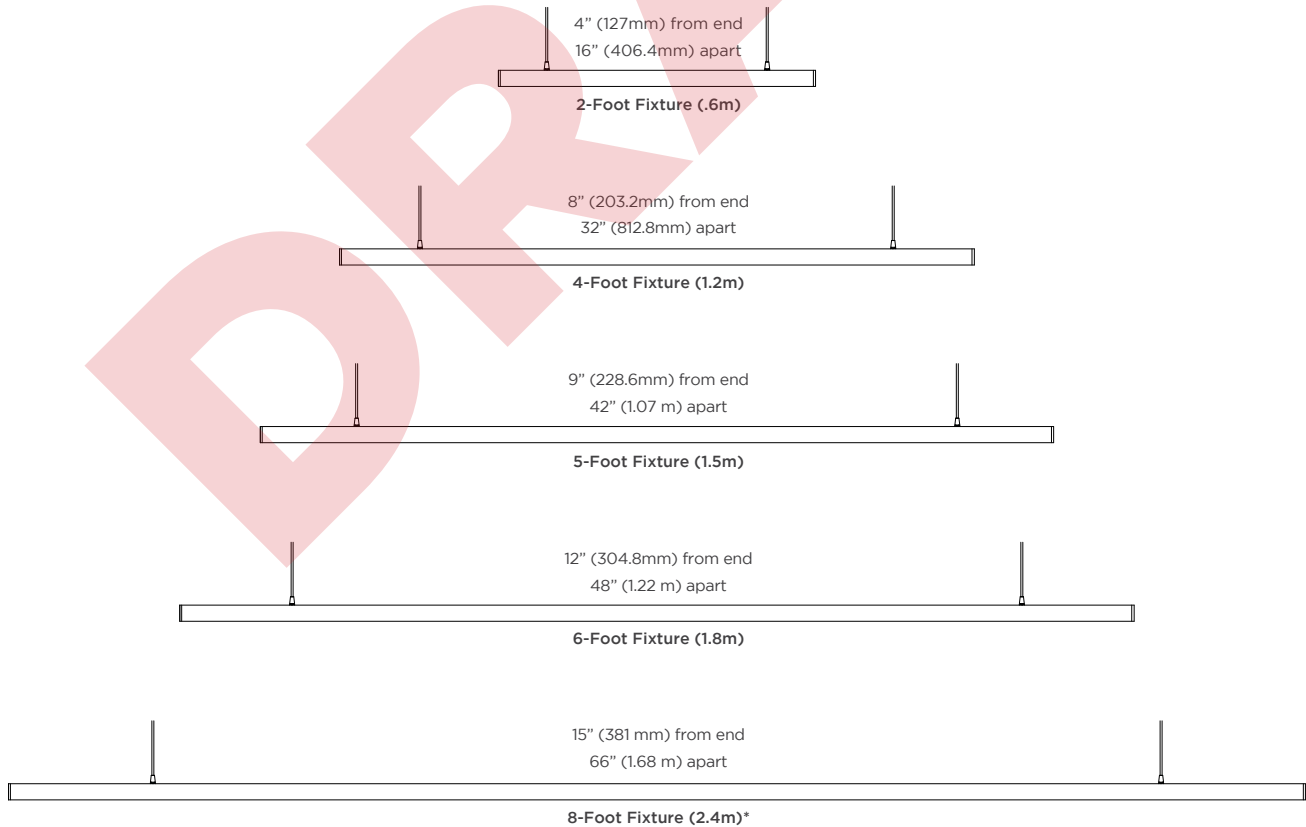 4” (127mm) from end
16” (406.4mm) apart
2-Foot Fixture (.6m)
8” (203.2mm) from end
32” (812.8mm) apart
4-Foot Fixture (1.2m)
9” (228.6mm) from end
42” (1.07 m) apart
5-Foot Fixture (1.5m)
12” (304.8mm) from end
48” (1.22 m) apart
6-Foot Fixture (1.8m)
15” (381 mm) from end
66” (1.68 m) apart
8-Foot Fixture (2.4m)*